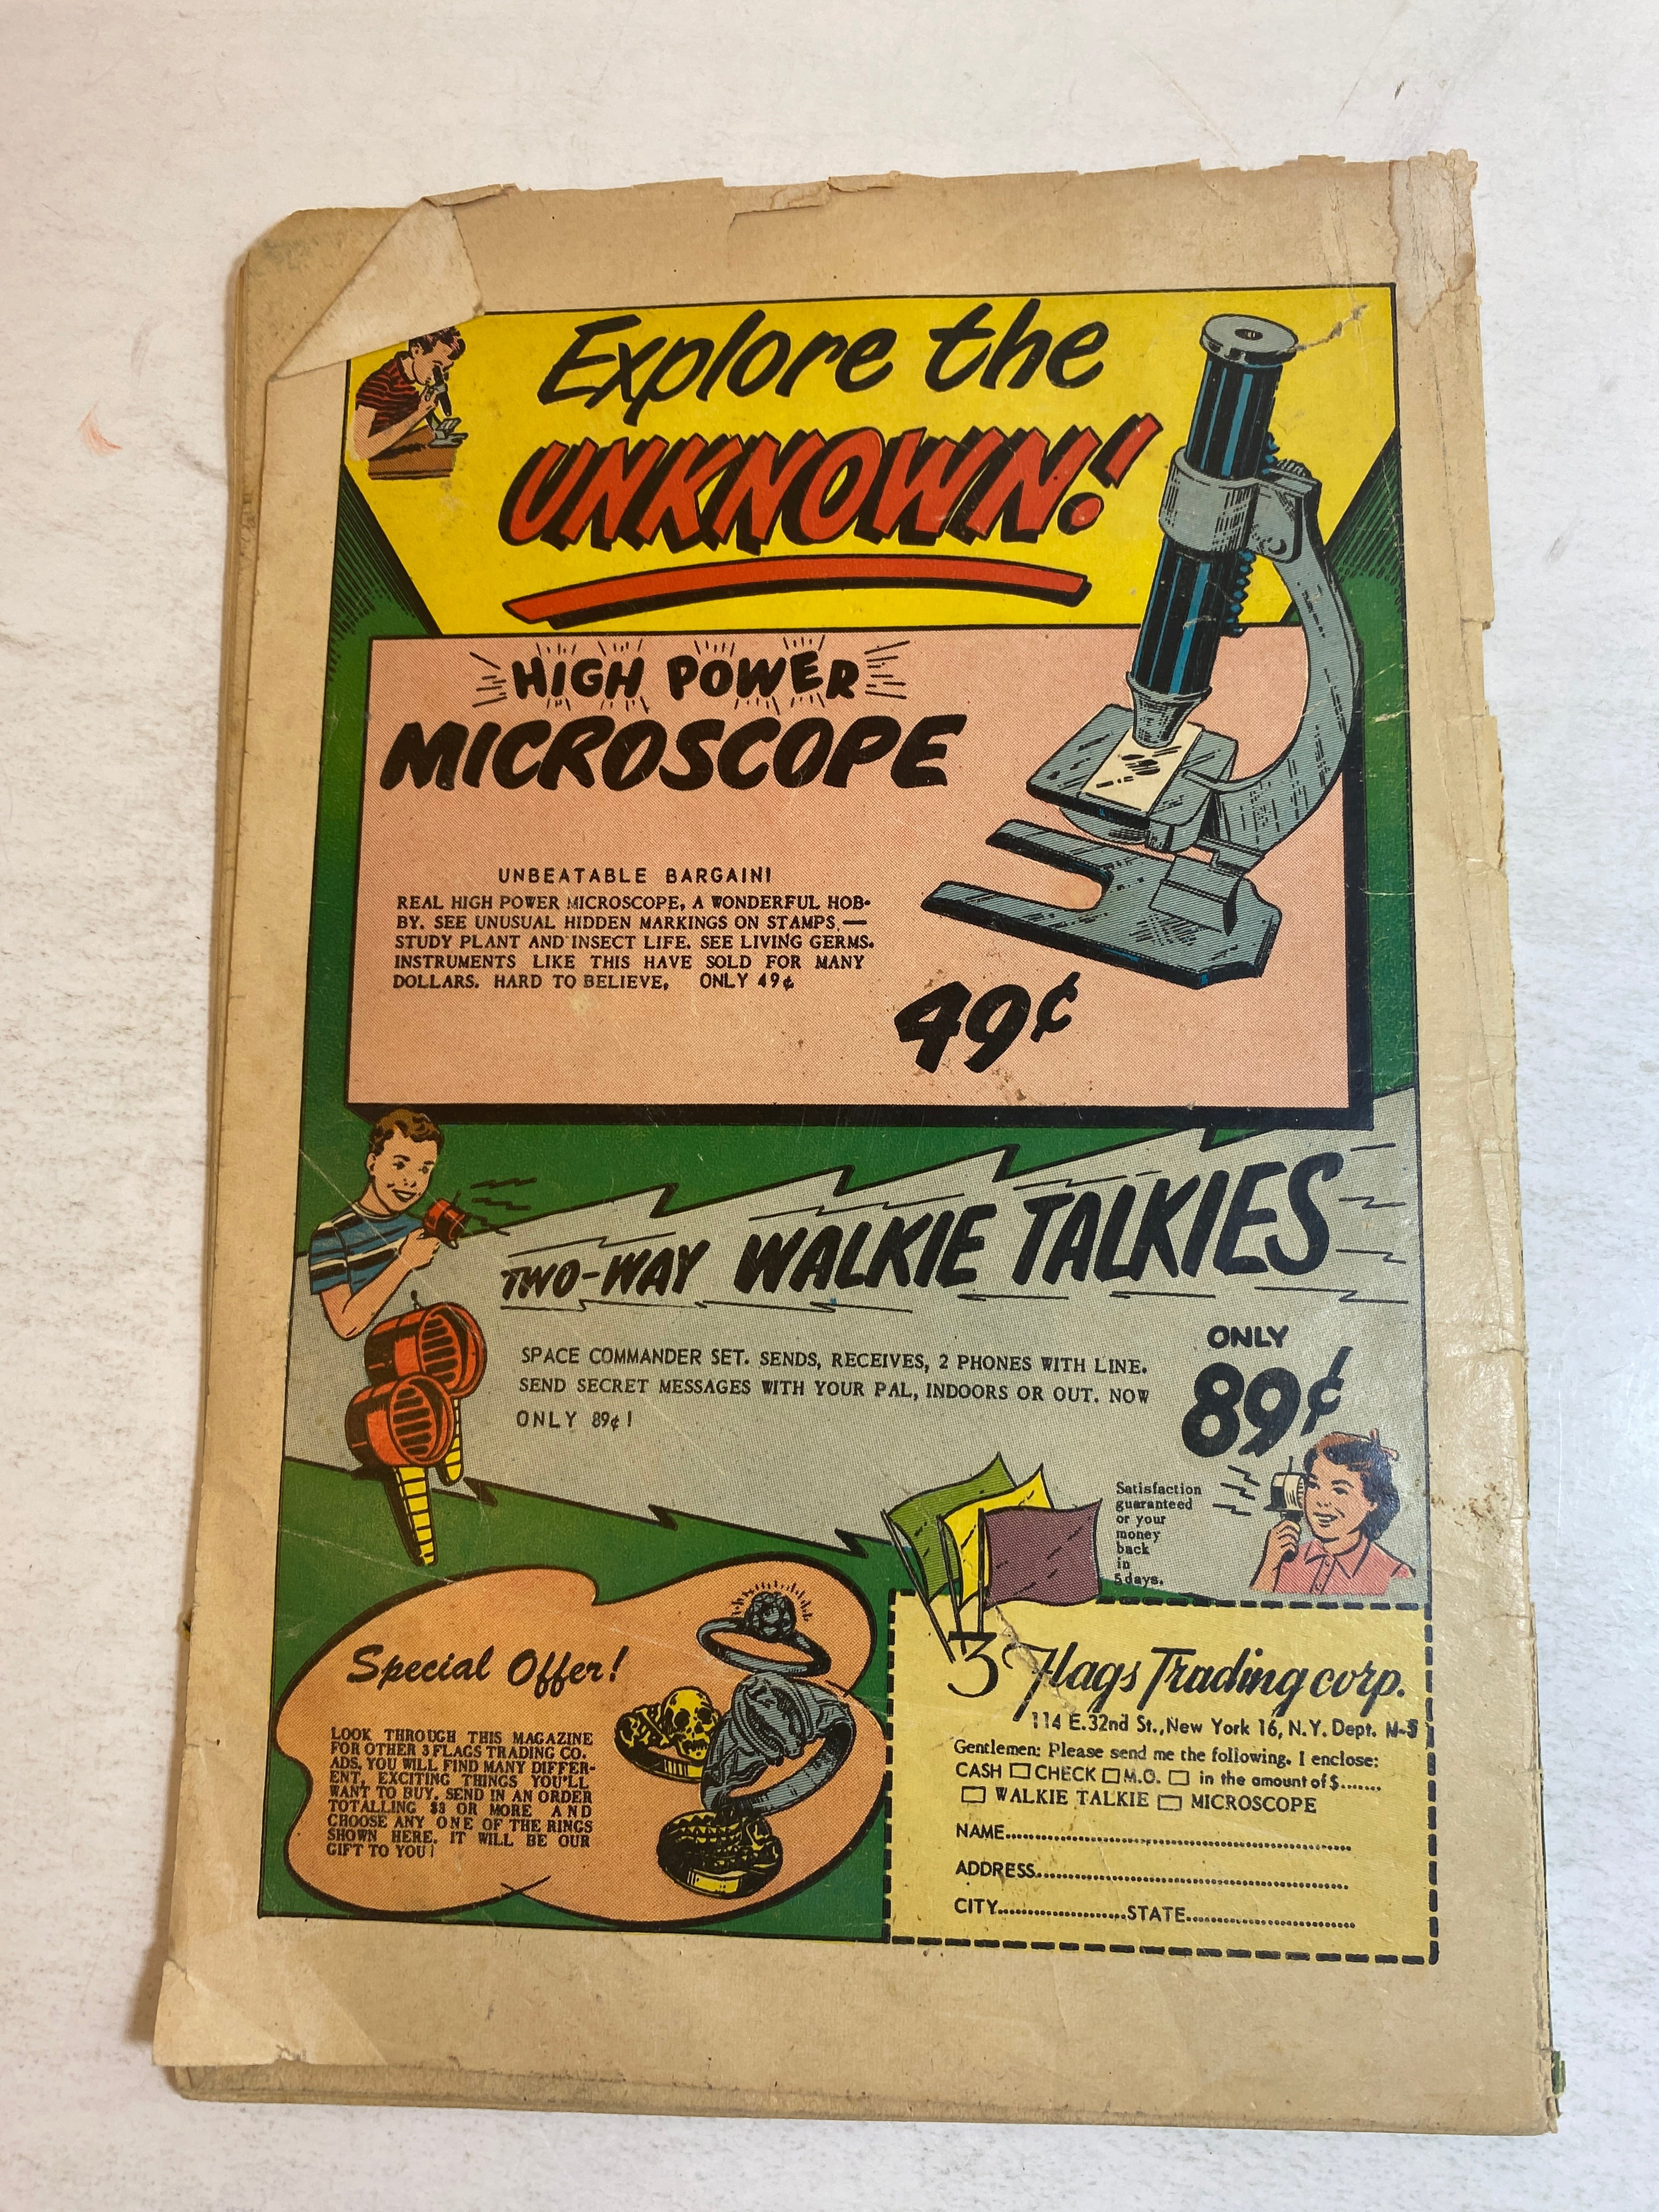 Explore the
UNKNOWN!
HIGH POWER
MICROSCOPE
UNBEATABLE BARGAIN!
REAL HIGH POWER MICROSCOPE, A WONDERFUL HOB-
BY. SEE UNUSUAL HIDDEN MARKINGS ON STAMPS, —
STUDY PLANT AND INSECT LIFE. SEE LIVING GERMS.
INSTRUMENTS LIKE THIS HAVE SOLD FOR MANY
DOLLARS. HARD TO BELIEVE, ONLY 49¢
49¢
TWO-WAY WALKIE TALKIES
SPACE COMMANDER SET. SENDS, RECEIVES, 2 PHONES WITH LINE.
SEND SECRET MESSAGES WITH YOUR PAL, INDOORS OR OUT. NOW
ONLY 89¢!
ONLY
89¢
Satisfaction
guaranteed
or your
money
back
in
5 days.
Special Offer!
LOOK THROUGH THIS MAGAZINE
FOR OTHER 3 FLAGS TRADING CO.
ADS. YOU WILL FIND MANY DIFFER-
ENT, EXCITING THINGS YOU'LL
WANT TO BUY. SEND IN AN ORDER
TOTALLING $3 OR MORE AND
CHOOSE ANY ONE OF THE RINGS
SHOWN HERE. IT WILL BE OUR
GIFT TO YOU!
3 Flags Trading corp.
114 E. 32nd St., New York 16, N.Y. Dept. M-5
Gentlemen: Please send me the following. I enclose:
CASH □ CHECK □ M.O. □ in the amount of $.......
□ WALKIE TALKIE □ MICROSCOPE
NAME..................................................
ADDRESS.............................................
CITY......................STATE............................